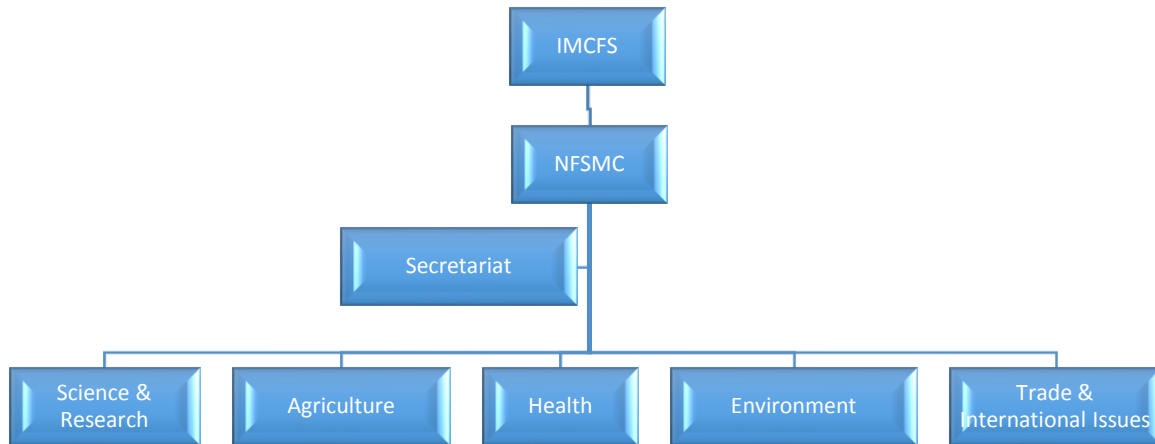 IMCFS
NFSMC
Secretariat
Science &
Research
Agriculture
Health
Environment
Trade &
International Issues